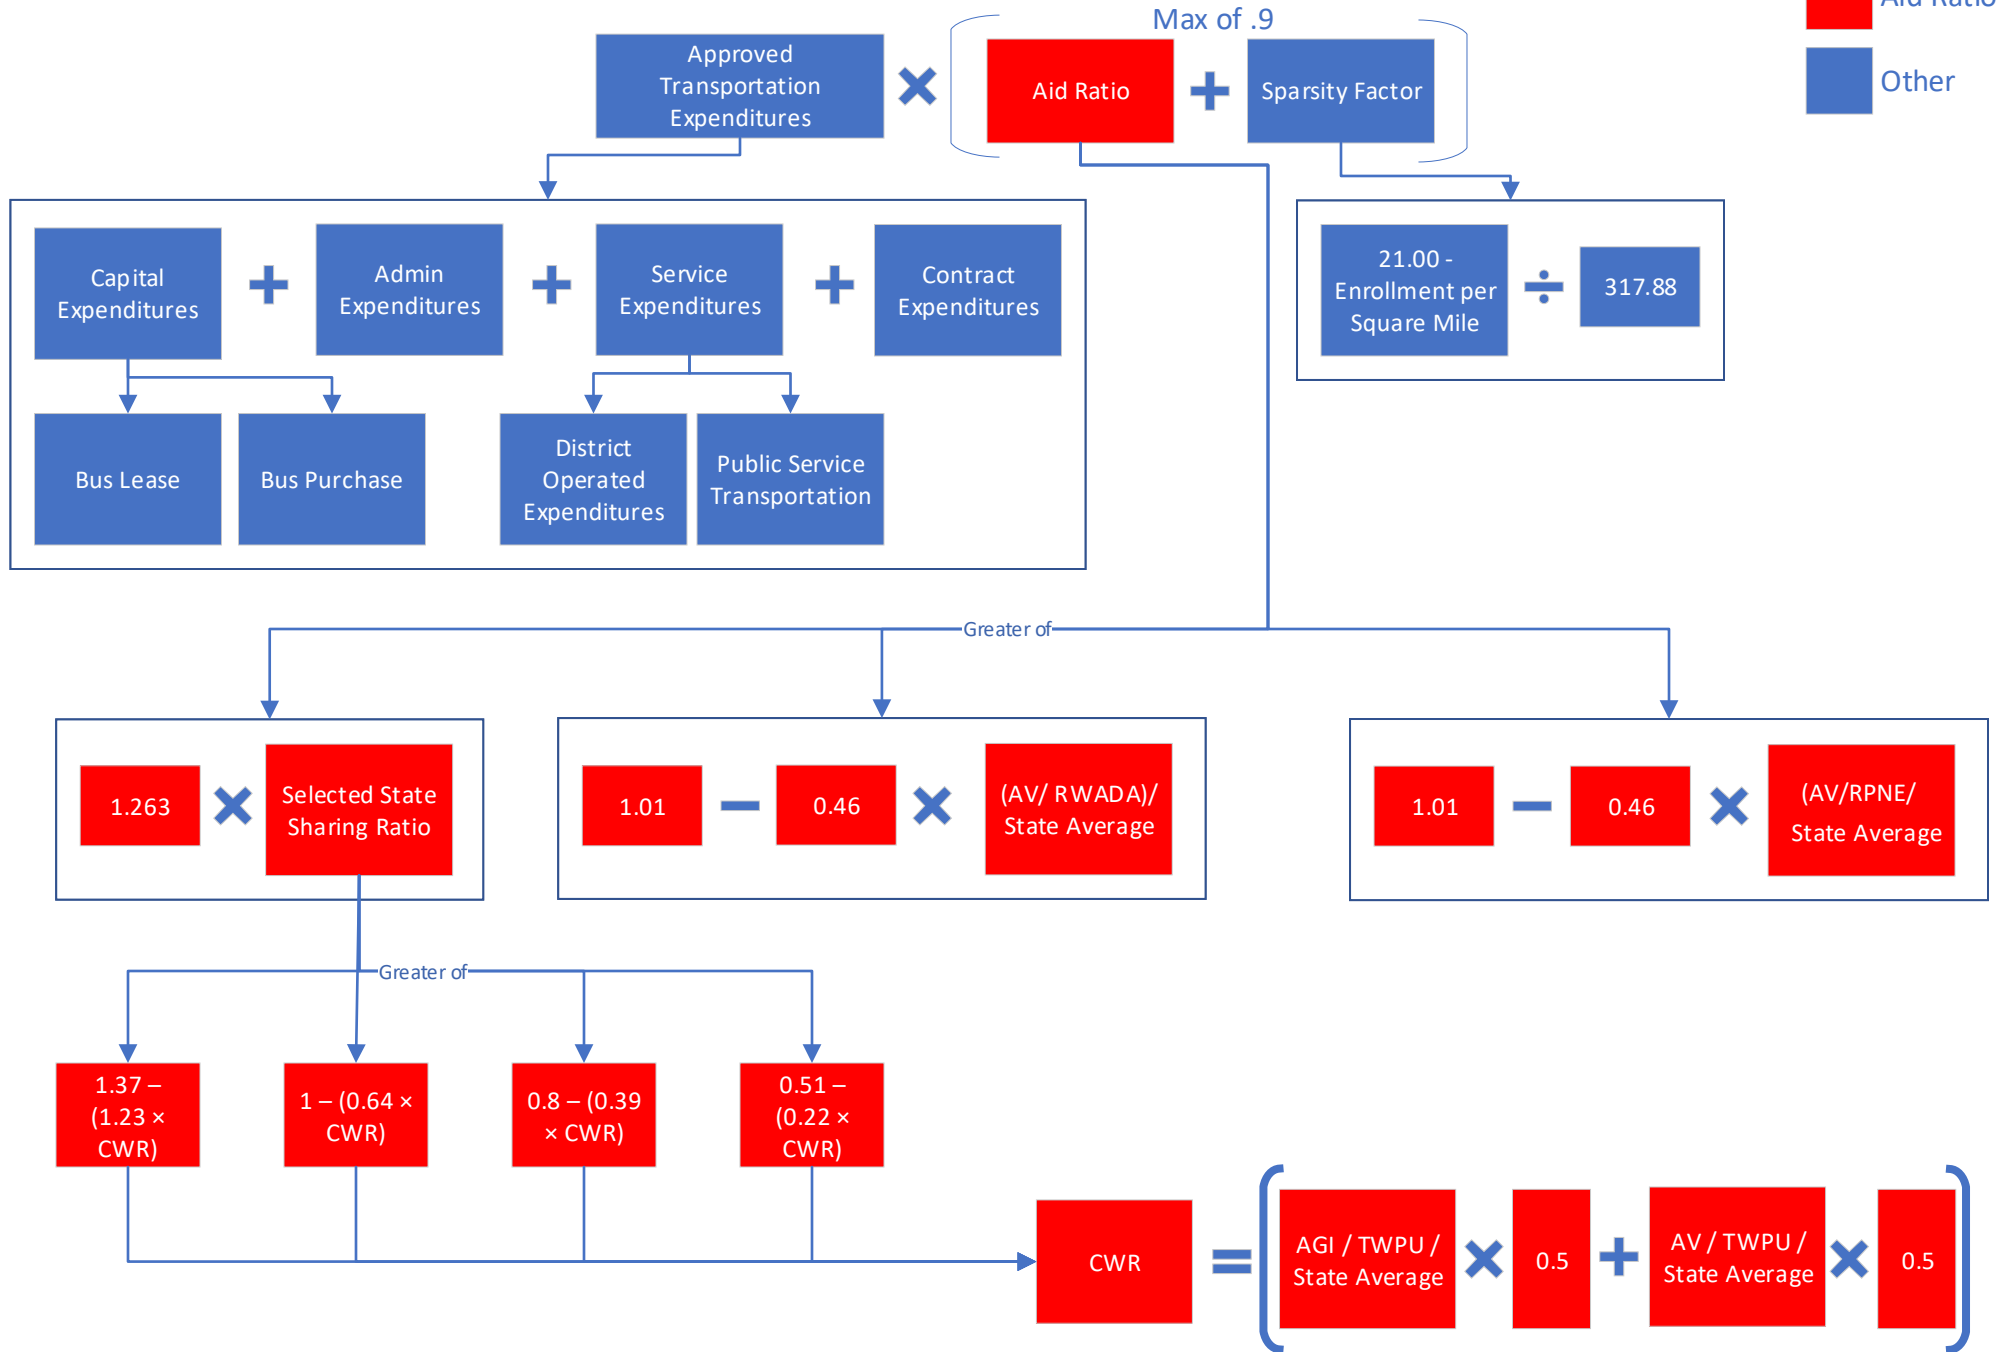 Max of .9
Aid Ratio
Approved
Transportation
Expenditures
Aid Ratio
Sparsity Factor
Other
Capital
Expenditures
Admin
Expenditures
Service
Expenditures
Contract
Expenditures
21.00 -
Enrollment per
Square Mile
317.88
Bus Lease
Bus Purchase
District
Operated
Expenditures
Public Service
Transportation
Greater of
1.263
Selected State
Sharing Ratio
1.01
0.46
(AV/ RWADA)/
State Average
1.01
0.46
(AV/RPNE/
State Average
Greater of
1.37 –
(1.23 ×
CWR)
1 – (0.64 ×
CWR)
0.8 – (0.39
× CWR)
0.51 –
(0.22 ×
CWR)
CWR
AGI / TWPU /
State Average
0.5
AV / TWPU /
State Average
0.5